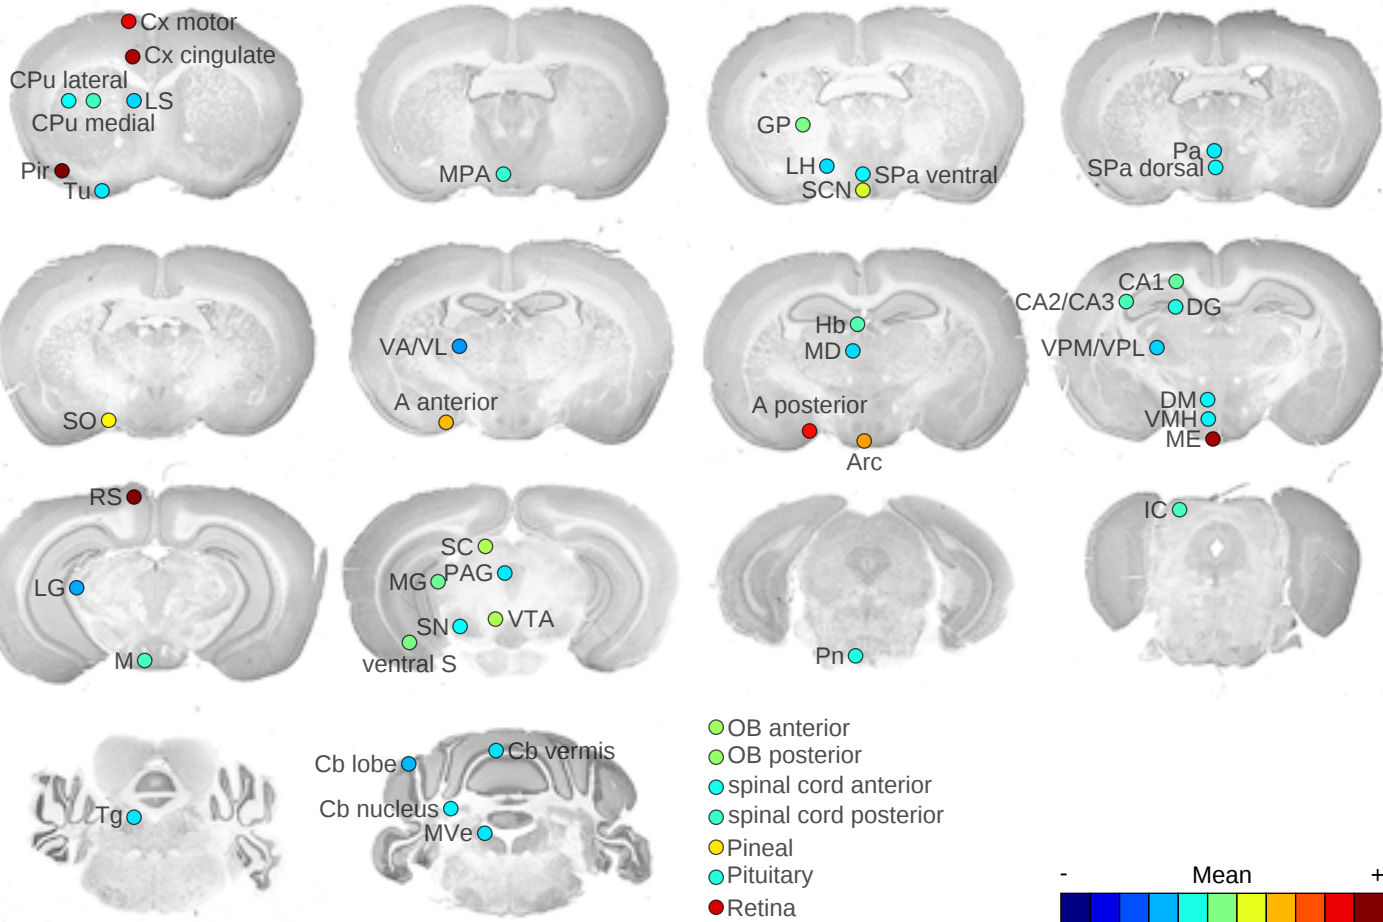 Cx motor
Cx cingulate
CPu lateral
LS
CPu medial
Pir
Tu
MPA
GP
LH
SPa ventral
SCN
Pa
SPa dorsal
SO
VA/VL
A anterior
Hb
MD
A posterior
Arc
CA1
CA2/CA3
DG
VPM/VPL
DM
VMH
ME
RS
LG
M
SC
MG
PAG
SN
VTA
ventral S
Pn
IC
Tg
Cb lobe
Cb vermis
Cb nucleus
MVe
OB anterior
OB posterior
spinal cord anterior
spinal cord posterior
Pineal
Pituitary
Retina
- Mean +